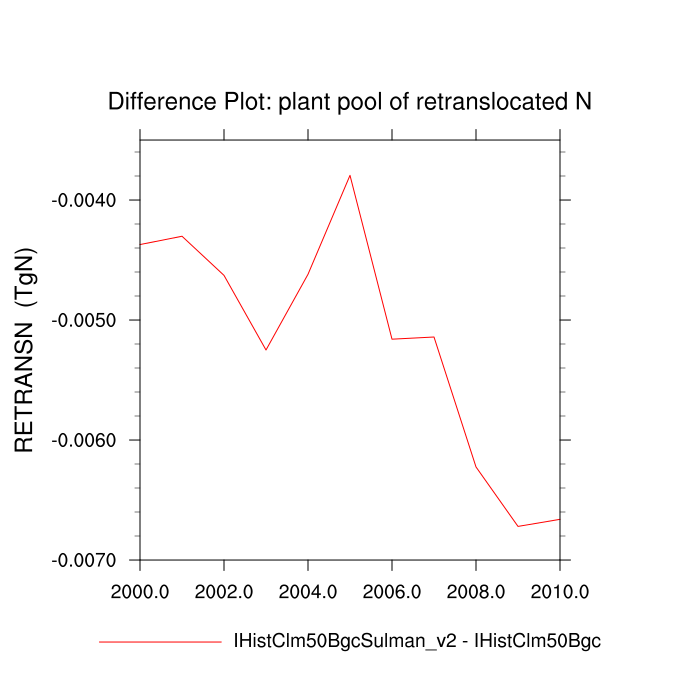 Difference Plot: plant pool of retranslocated N
RETRANSN (TgN)
-0.0040
-0.0050
-0.0060
-0.0070
2000.0 2002.0 2004.0 2006.0 2008.0 2010.0
IHistClm50BgcSulman_v2 - IHistClm50Bgc